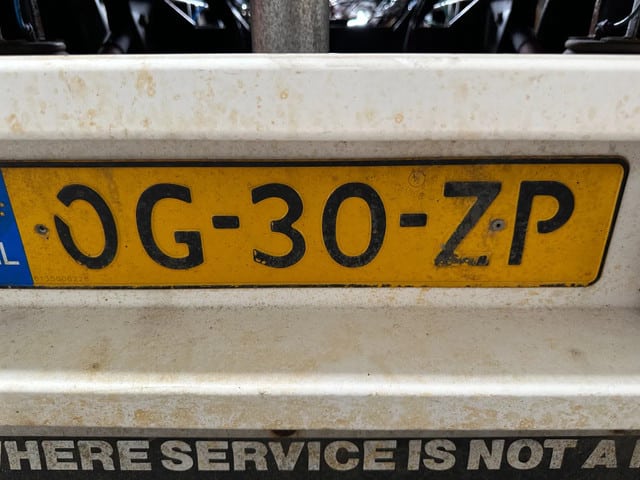 L OG-30-ZP
WHERE SERVICE IS NOT A